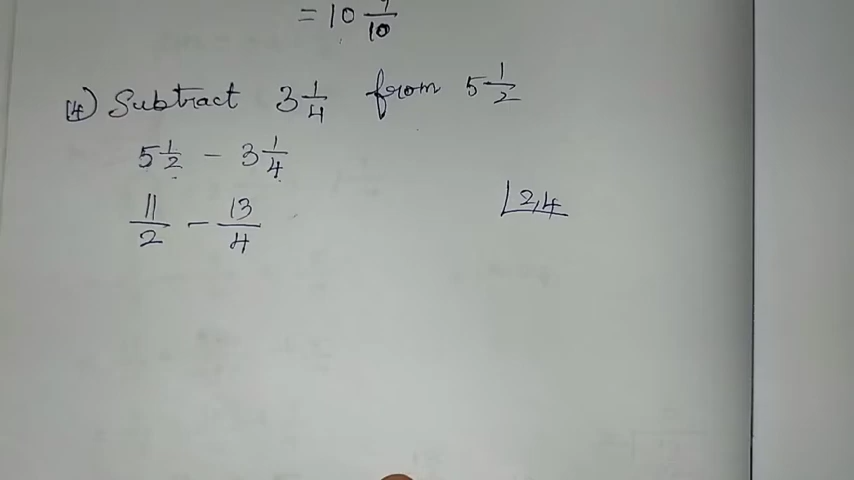 = 10 10
(4) Subtract 3 1/4 from 5 1/2
5 1/2 - 3 1/4
11/2 - 13/4
2,4